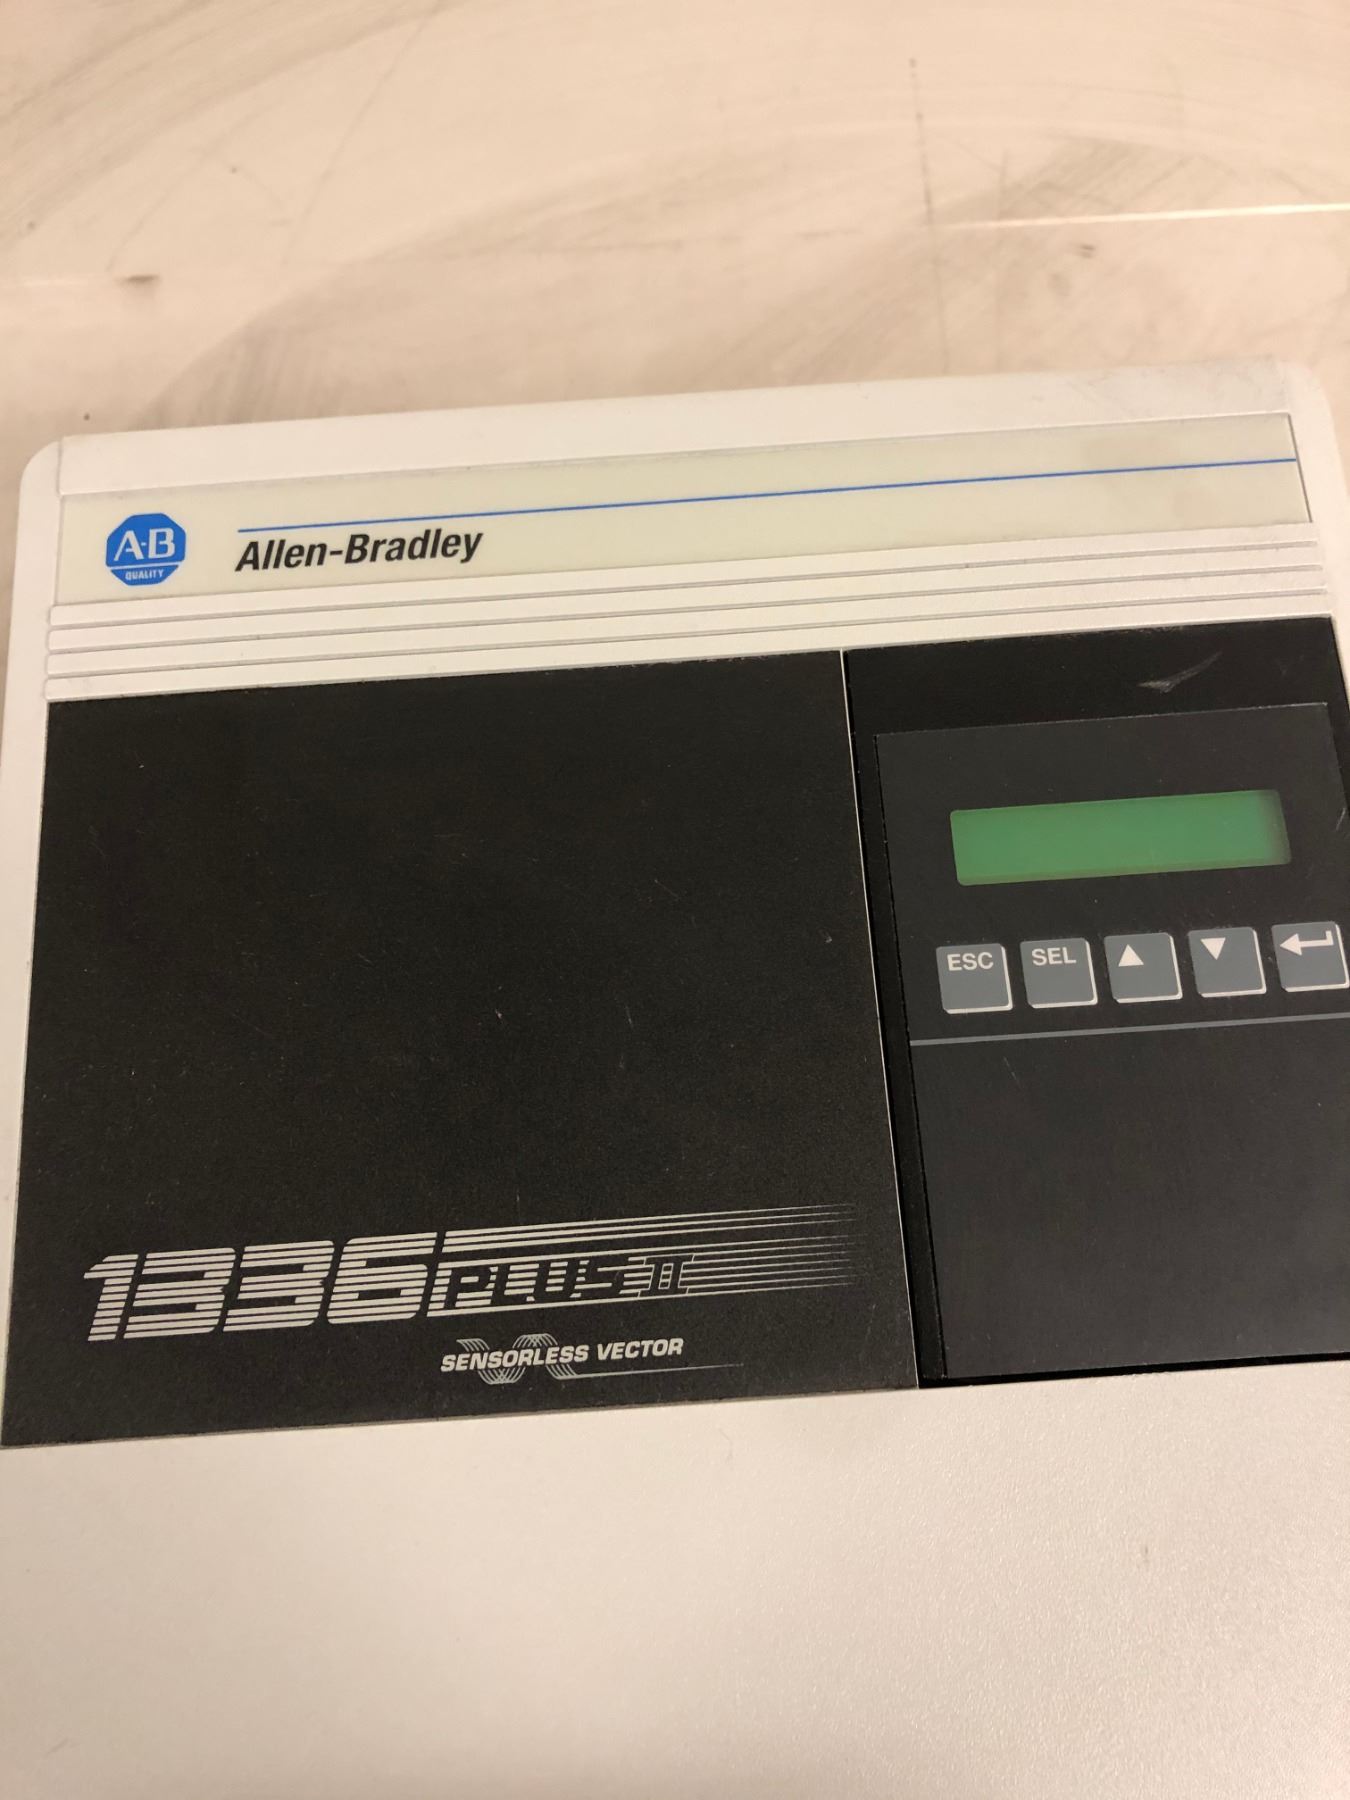 A-B
QUALITY
Allen-Bradley
ESC SEL
1336 PLUS II
SENSORLESS VECTOR